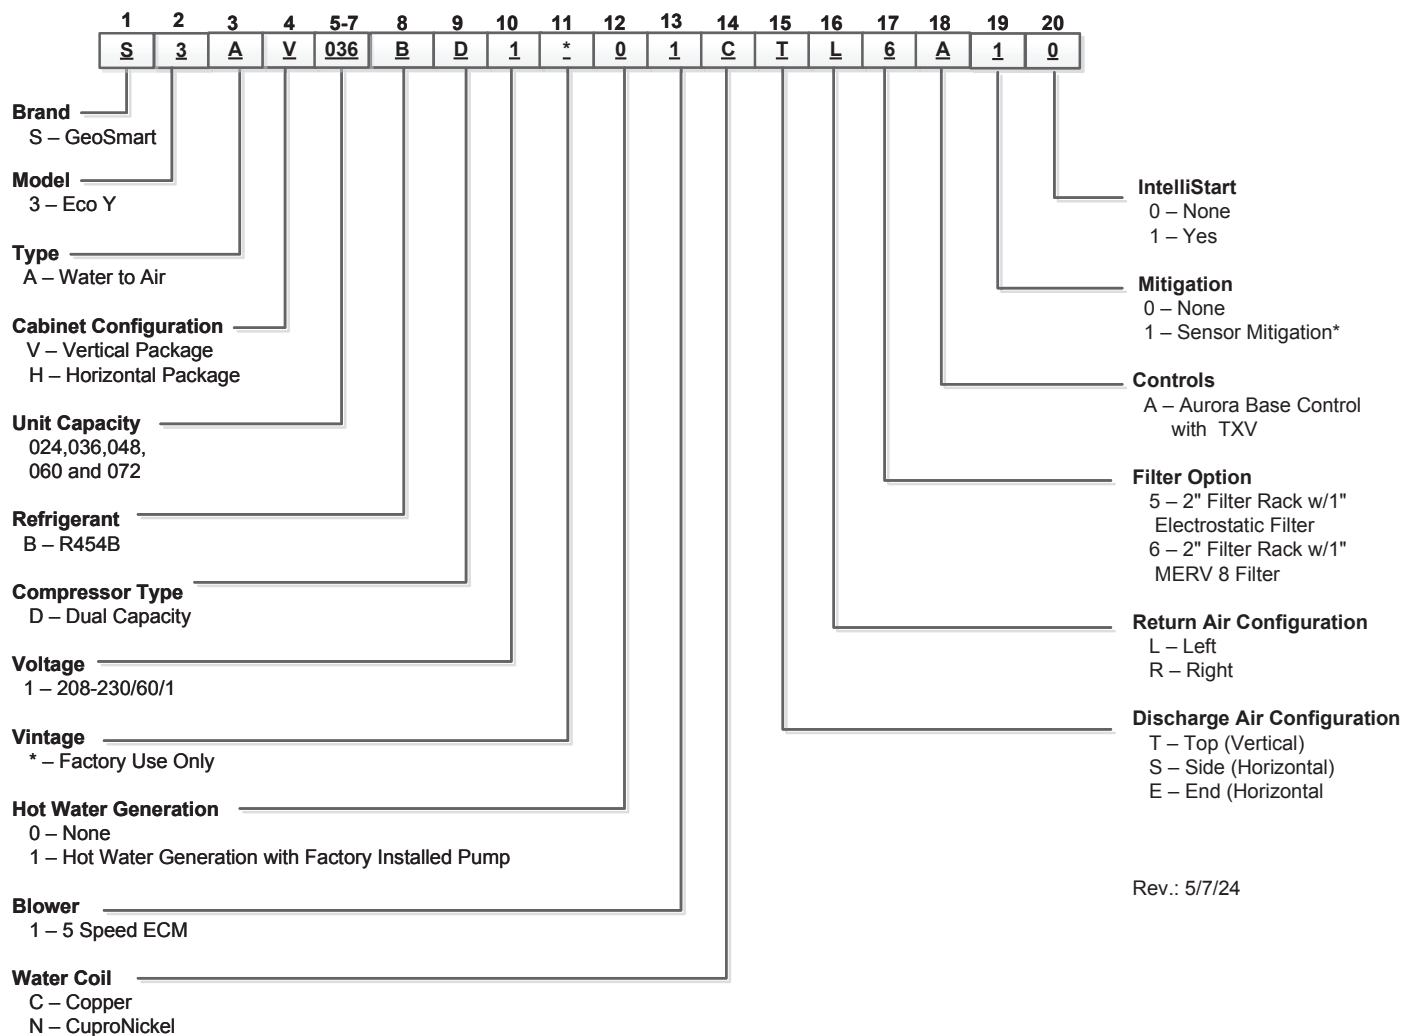 1 2 3 4 5-7 8 9 10 11 12 13 14 15 16 17 18 19 20
S 3 A V 036 B D 1 * 0 1 C T L 6 A 1 0
Brand
S – GeoSmart
Model
3 – Eco Y
Type
A – Water to Air
Cabinet Configuration
V – Vertical Package
H – Horizontal Package
Unit Capacity
024,036,048,
060 and 072
Refrigerant
B – R454B
Compressor Type
D – Dual Capacity
Voltage
1 – 208-230/60/1
Vintage
* – Factory Use Only
Hot Water Generation
0 – None
1 – Hot Water Generation with Factory Installed Pump
Blower
1 – 5 Speed ECM
Water Coil
C – Copper
N – CuproNickel
IntelliStart
0 – None
1 – Yes
Mitigation
0 – None
1 – Sensor Mitigation*
Controls
A – Aurora Base Control
with TXV
Filter Option
5 – 2" Filter Rack w/1"
Electrostatic Filter
6 – 2" Filter Rack w/1"
MERV 8 Filter
Return Air Configuration
L – Left
R – Right
Discharge Air Configuration
T – Top (Vertical)
S – Side (Horizontal)
E – End (Horizontal
Rev.: 5/7/24